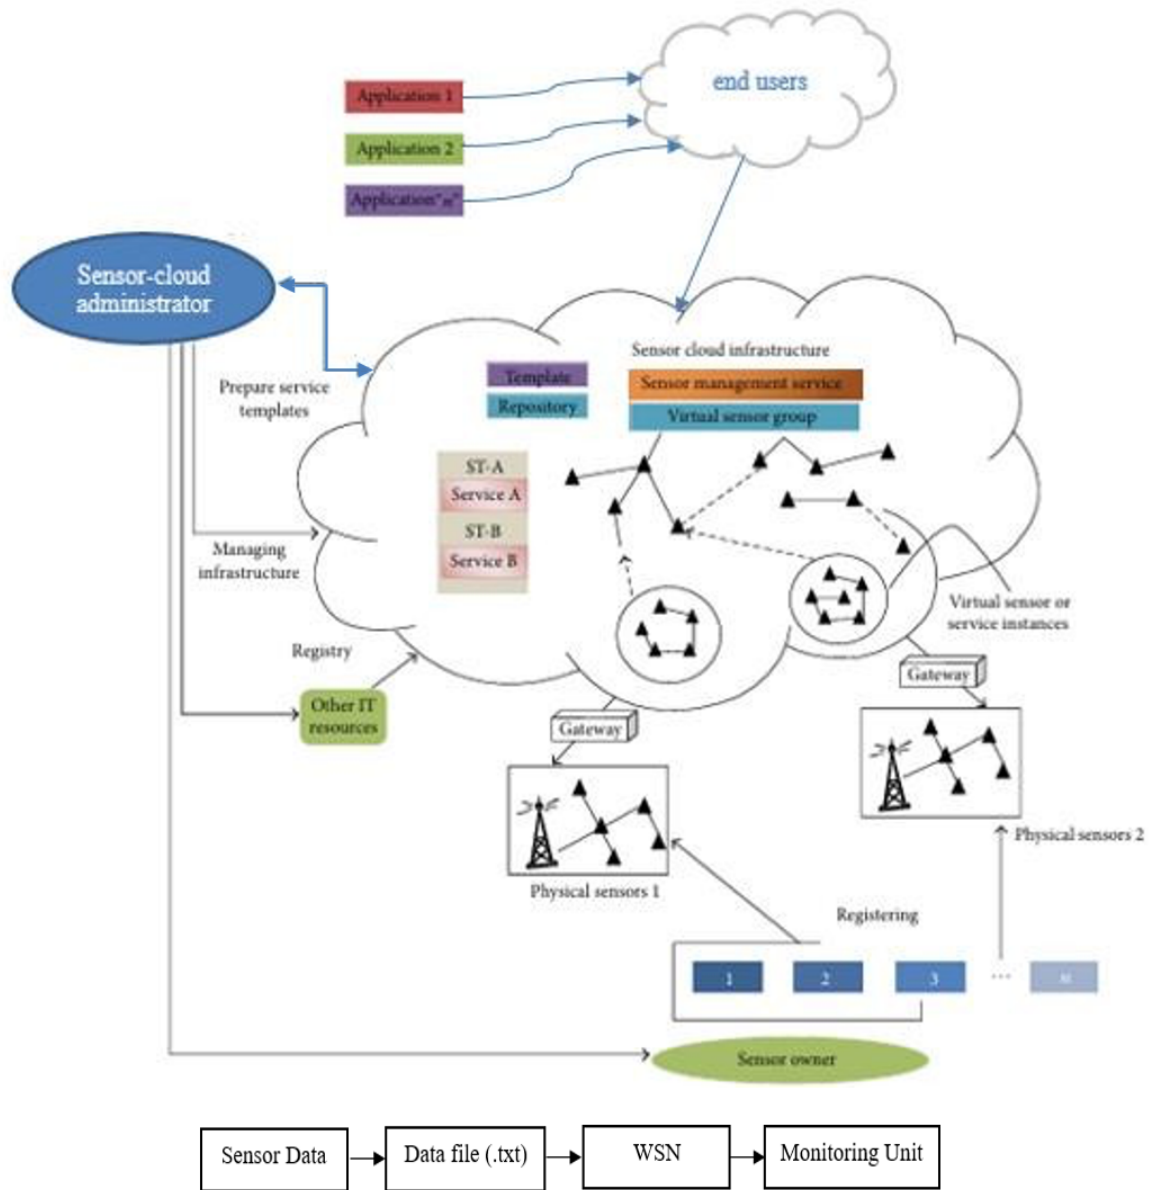 end users
Application 1
Application 2
Application"m"
Sensor-cloud
administrator
Sensor cloud infrastructure
Template
Sensor management service
Repository
Virtual sensor group
Prepare service
templates
ST-A
Service A
ST-B
Service B
Managing
infrastructure
Virtual sensor or
service instances
Registry
Gateway
Other IT
resources
Gateway
Physical sensors 2
Physical sensors 1
Registering
1
2
3
...
Sensor owner
Sensor Data
Data file (.txt)
WSN
Monitoring Unit